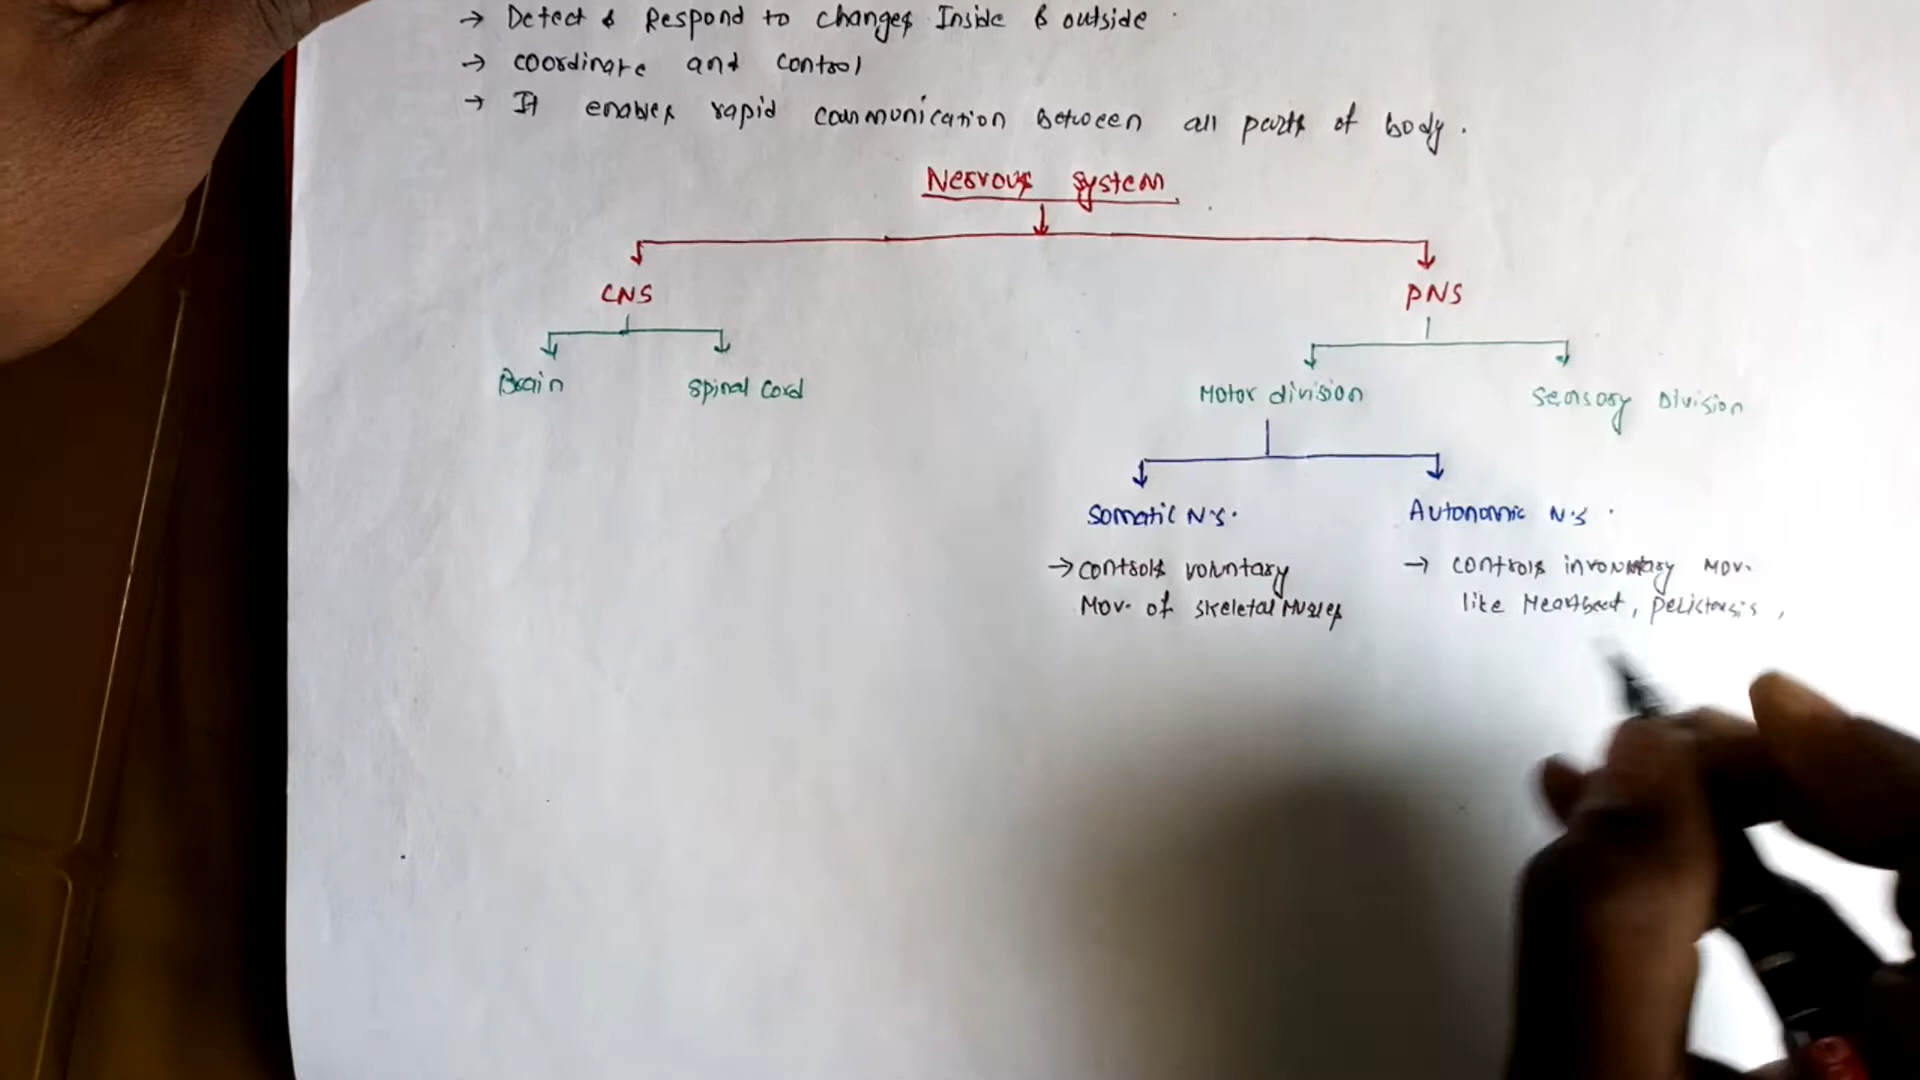 → Detect & Respond to changes Inside & outside
→ coordinate and control
→ It enables rapid communication between all parts of body.
Nervous system
CNS
PNS
Brain
spinal cord
Motor division
sensory Division
Somatic N.S.
Autonomic N.S.
→ controls voluntary
Mov. of skeletal Muscles
→ controls involuntary Mov.
like Heartbeat, pelistarsis,